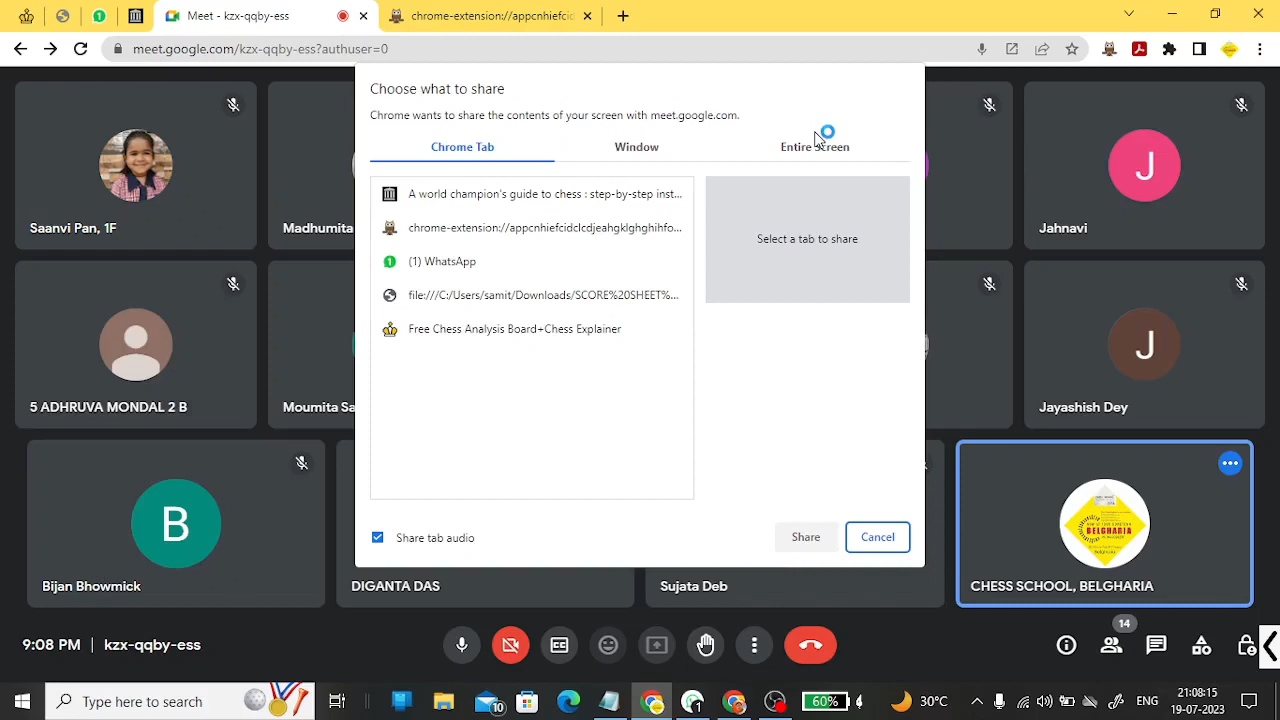 Meet - kzx-qqby-ess
chrome-extension://appcnhiefcid
meet.google.com/kzx-qqby-ess?authuser=0
Choose what to share
Chrome wants to share the contents of your screen with meet.google.com.
Chrome Tab
Window
Entire Screen
A world champion's guide to chess : step-by-step inst...
chrome-extension://appcnhiefcidclcdjeahgklghghihfo...
(1) WhatsApp
file:///C:/Users/samit/Downloads/SCORE%20SHEET%...
Free Chess Analysis Board+Chess Explainer
Select a tab to share
Share tab audio
Share
Cancel
Saanvi Pan, 1F
Madhumita
J
Jahnavi
5 ADHRUVA MONDAL 2 B
Moumita Sa
J
Jayashish Dey
B
Bijan Bhowmick
DIGANTA DAS
Sujata Deb
BELGHARIA
CHESS SCHOOL, BELGHARIA
9:08 PM | kzx-qqby-ess
14
Type here to search
10
1
60%
30°C
ENG
21:08:15
19-07-2023